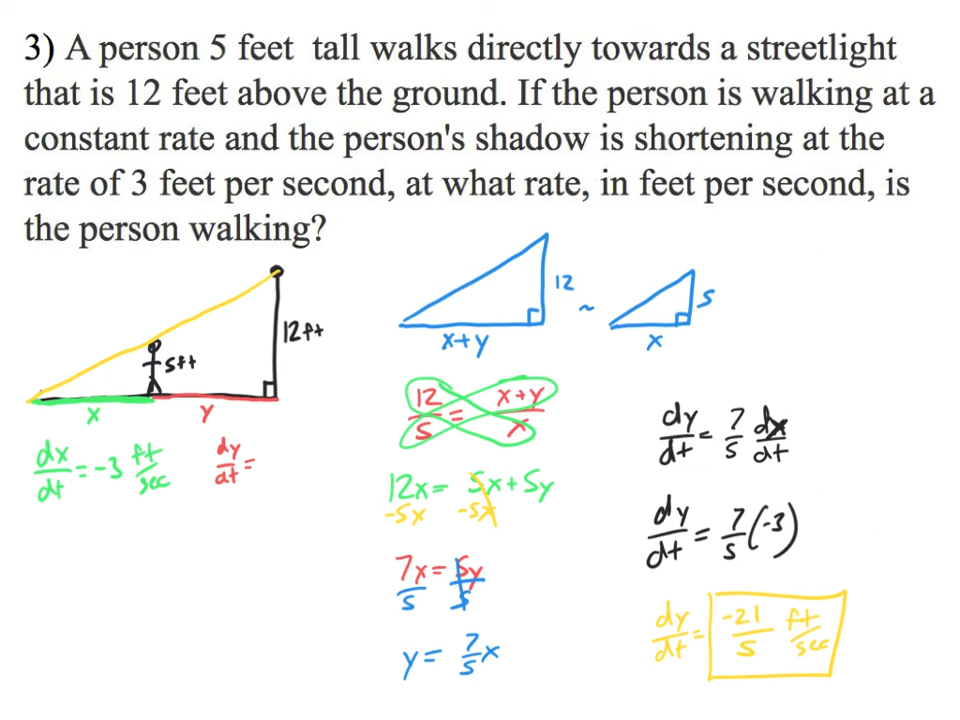 3) A person 5 feet tall walks directly towards a streetlight
that is 12 feet above the ground. If the person is walking at a
constant rate and the person's shadow is shortening at the
rate of 3 feet per second, at what rate, in feet per second, is
the person walking?
12ft
5ft
x
y
dx/dt = -3 ft/sec
dy/dt =
12
x+y
~
5
x
12/5 = x+y/x
12x = 5x+5y
-5x -5x
7x = 5y
5 5
y = 7/5 x
dy/dt = 7/5 dx/dt
dy/dt = 7/5 (-3)
dy/dt = -21/5 ft/sec